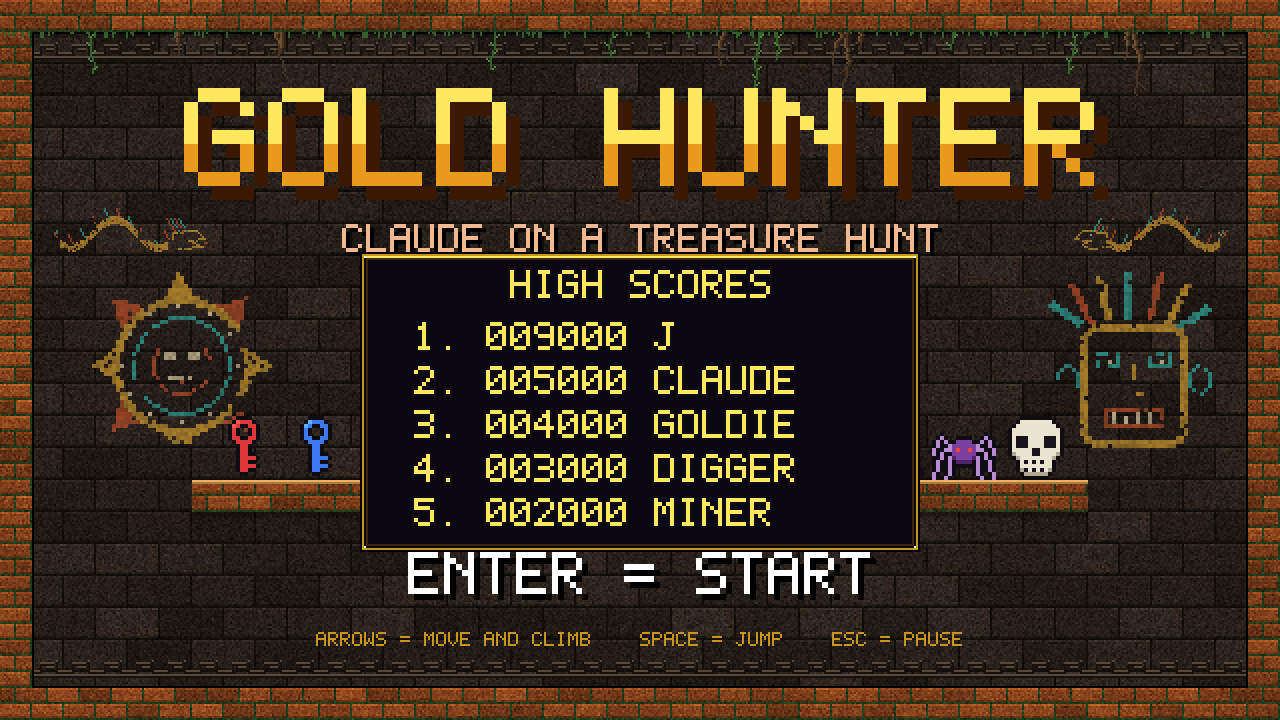 GOLD HUNTER
CLAUDE ON A TREASURE HUNT
HIGH SCORES
1. 009000 J
2. 005000 CLAUDE
3. 004000 GOLDIE
4. 003000 DIGGER
5. 002000 MINER
ENTER = START
ARROWS = MOVE AND CLIMB SPACE = JUMP ESC = PAUSE